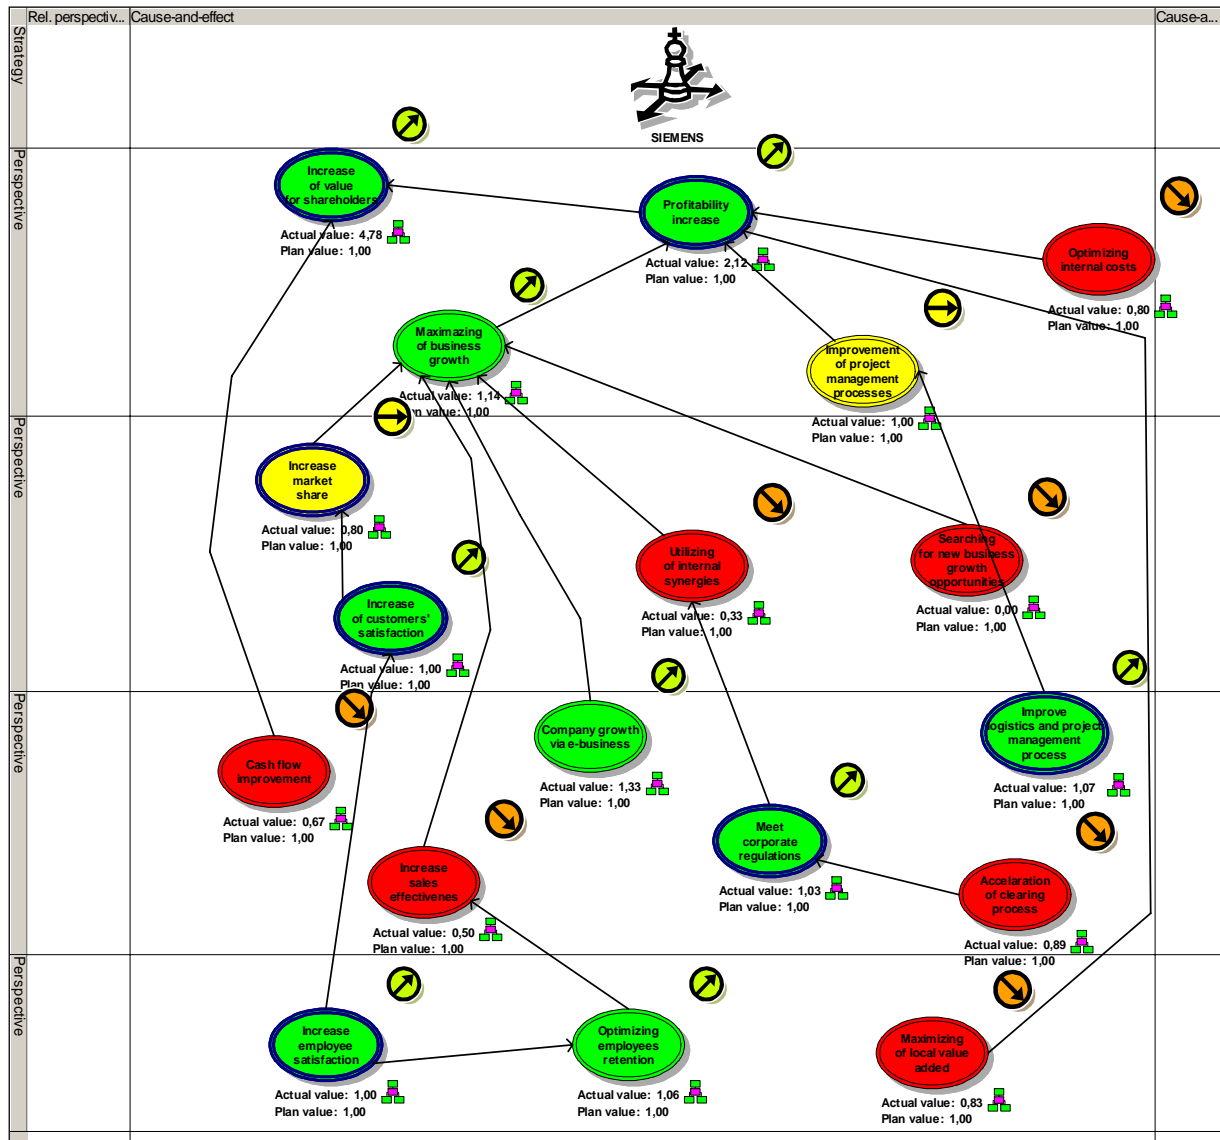 Rel. perspectiv...
Cause-and-effect
Cause-a...
Strategy
SIEMENS
Perspective
Increase
of value
for shareholders
Actual value: 4,78
Plan value: 1,00
Profitability
increase
Actual value: 2,12
Plan value: 1,00
Optimizing
internal costs
Actual value: 0,80
Plan value: 1,00
Maximazing
of business
growth
Actual value: 1,14
n value: 1,00
Improvement
of project
management
processes
Actual value: 1,00
Plan value: 1,00
Perspective
Increase
market
share
Actual value: 0,80
Plan value: 1,00
Utilizing
of internal
synergies
Actual value: 0,33
Plan value: 1,00
Searching
for new business
growth
opportunities
Actual value: 0,00
Plan value: 1,00
Increase
of customers'
satisfaction
Actual value: 1,00
Plan value: 1,00
Perspective
Cash flow
improvement
Actual value: 0,67
Plan value: 1,00
Company growth
via e-business
Actual value: 1,33
Plan value: 1,00
Improve
logistics and project
management
process
Actual value: 1,07
Plan value: 1,00
Increase
sales
effectivenes
Actual value: 0,50
Plan value: 1,00
Meet
corporate
regulations
Actual value: 1,03
Plan value: 1,00
Accelaration
of clearing
process
Actual value: 0,89
Plan value: 1,00
Perspective
Increase
employee
satisfaction
Actual value: 1,00
Plan value: 1,00
Optimizing
employees
retention
Actual value: 1,06
Plan value: 1,00
Maximizing
of local value
added
Actual value: 0,83
Plan value: 1,00